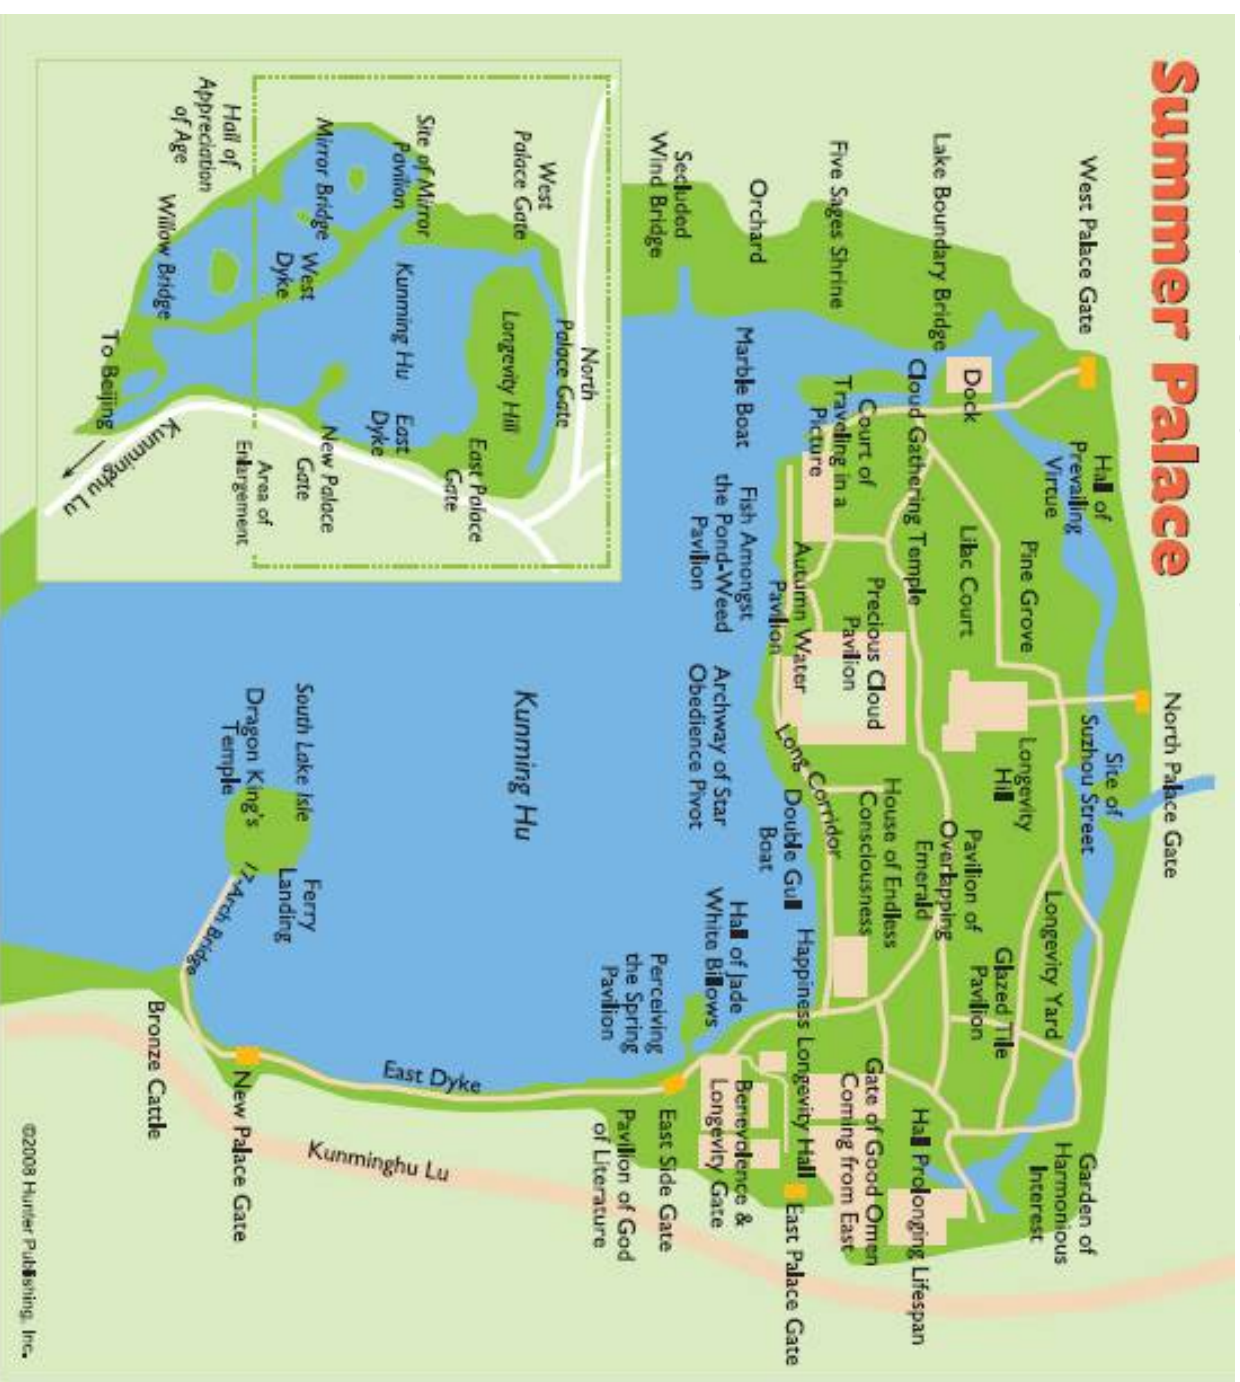 Summer Palace
North Palace Gate
West Palace Gate
Hall of
Prevailing
Virtue
Site of
Suzhou Street
Garden of
Harmonious
Interest
Pine Grove
Longevity
Hill
Longevity Yard
Lake Boundary Bridge
Dock
Lilac Court
Pavilion of
Overlapping
Emerald
Glazed Tile
Pavilion
Cloud Gathering Temple
Hall Prolonging Lifespan
Five Sages Shrine
Court of
Traveling in a
Picture
Precious Cloud
Pavilion
House of Endless
Consciousness
Gate of Good Omen
Coming from East
Orchard
Marble Boat
Autumn Water
Pavilion
Long Corridor
Double Gull
Boat
Happiness Longevity Hall
East Palace Gate
Fish Amongst
the Pond-Weed
Pavilion
Archway of Star
Obedience Pivot
Hall of Jade
White Billows
Benevolence &
Longevity Gate
Secluded
Wind Bridge
Perceiving
the Spring
Pavilion
East Side Gate
Pavilion of God
of Literature
Kunming Hu
East Dyke
Kunminghu Lu
South Lake Isle
Dragon King's
Temple
Ferry
Landing
17-Arch Bridge
New Palace Gate
Bronze Cattle
North
Palace Gate
West
Palace Gate
Longevity Hill
East Palace
Gate
Site of Mirror
Pavilion
Kunming Hu
East
Dyke
Mirror Bridge
West
Dyke
New Palace
Gate
Hall of
Appreciation
of Age
Willow Bridge
Area of
Enlargement
To Beijing
Kunminghu Lu
©2008 Hunter Publishing, Inc.